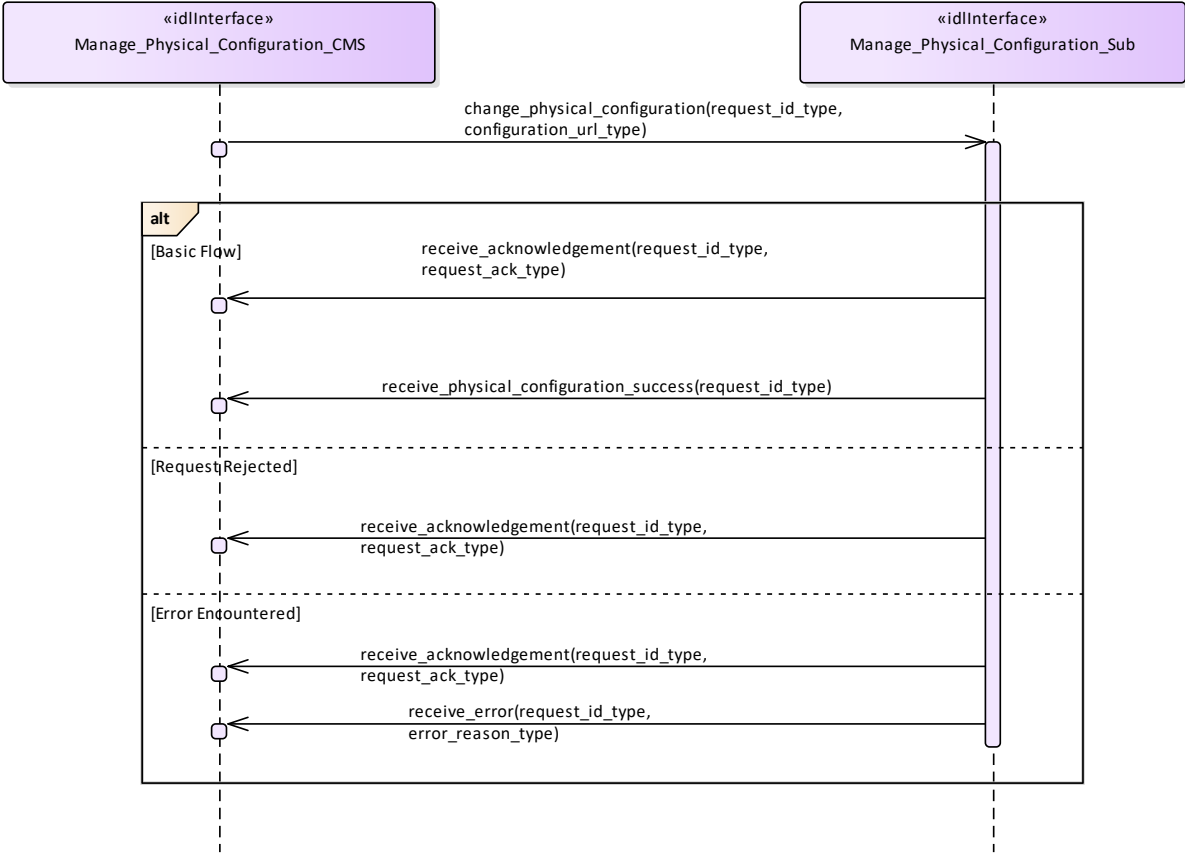 «idlInterface»
Manage_Physical_Configuration_CMS
«idlInterface»
Manage_Physical_Configuration_Sub
change_physical_configuration(request_id_type,
configuration_url_type)
alt
[Basic Flow]
receive_acknowledgement(request_id_type,
request_ack_type)
receive_physical_configuration_success(request_id_type)
[Request Rejected]
receive_acknowledgement(request_id_type,
request_ack_type)
[Error Encountered]
receive_acknowledgement(request_id_type,
request_ack_type)
receive_error(request_id_type,
error_reason_type)